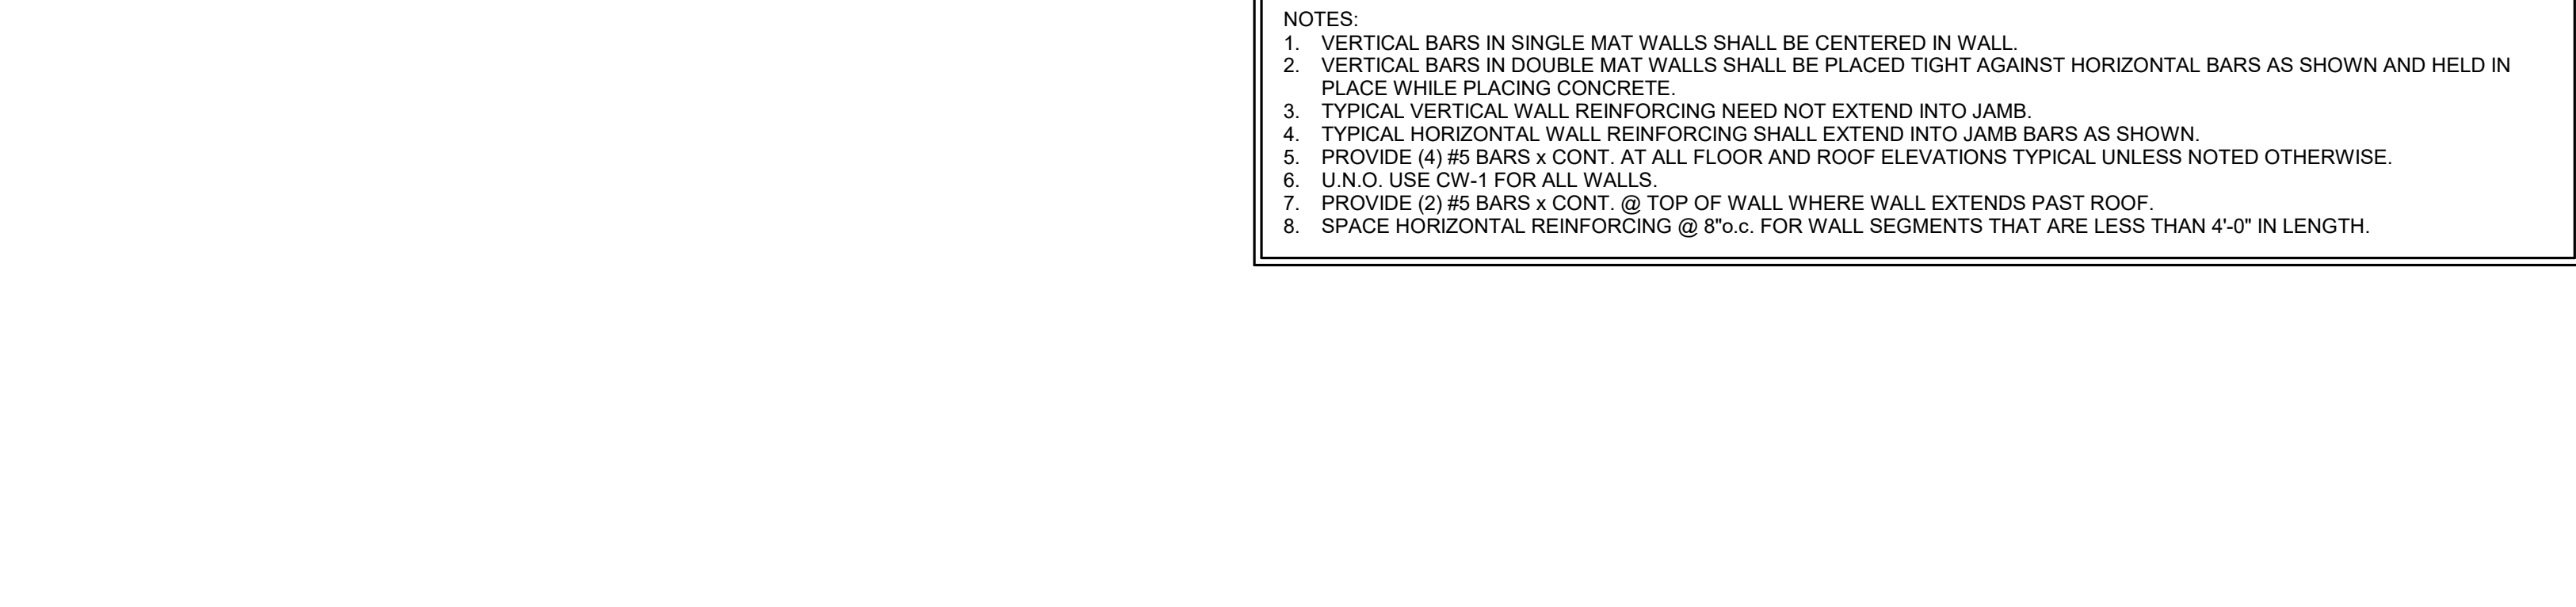 NOTES:
1. VERTICAL BARS IN SINGLE MAT WALLS SHALL BE CENTERED IN WALL.
2. VERTICAL BARS IN DOUBLE MAT WALLS SHALL BE PLACED TIGHT AGAINST HORIZONTAL BARS AS SHOWN AND HELD IN
PLACE WHILE PLACING CONCRETE.
3. TYPICAL VERTICAL WALL REINFORCING NEED NOT EXTEND INTO JAMB.
4. TYPICAL HORIZONTAL WALL REINFORCING SHALL EXTEND INTO JAMB BARS AS SHOWN.
5. PROVIDE (4) #5 BARS x CONT. AT ALL FLOOR AND ROOF ELEVATIONS TYPICAL UNLESS NOTED OTHERWISE.
6. U.N.O. USE CW-1 FOR ALL WALLS.
7. PROVIDE (2) #5 BARS x CONT. @ TOP OF WALL WHERE WALL EXTENDS PAST ROOF.
8. SPACE HORIZONTAL REINFORCING @ 8"o.c. FOR WALL SEGMENTS THAT ARE LESS THAN 4'-0" IN LENGTH.